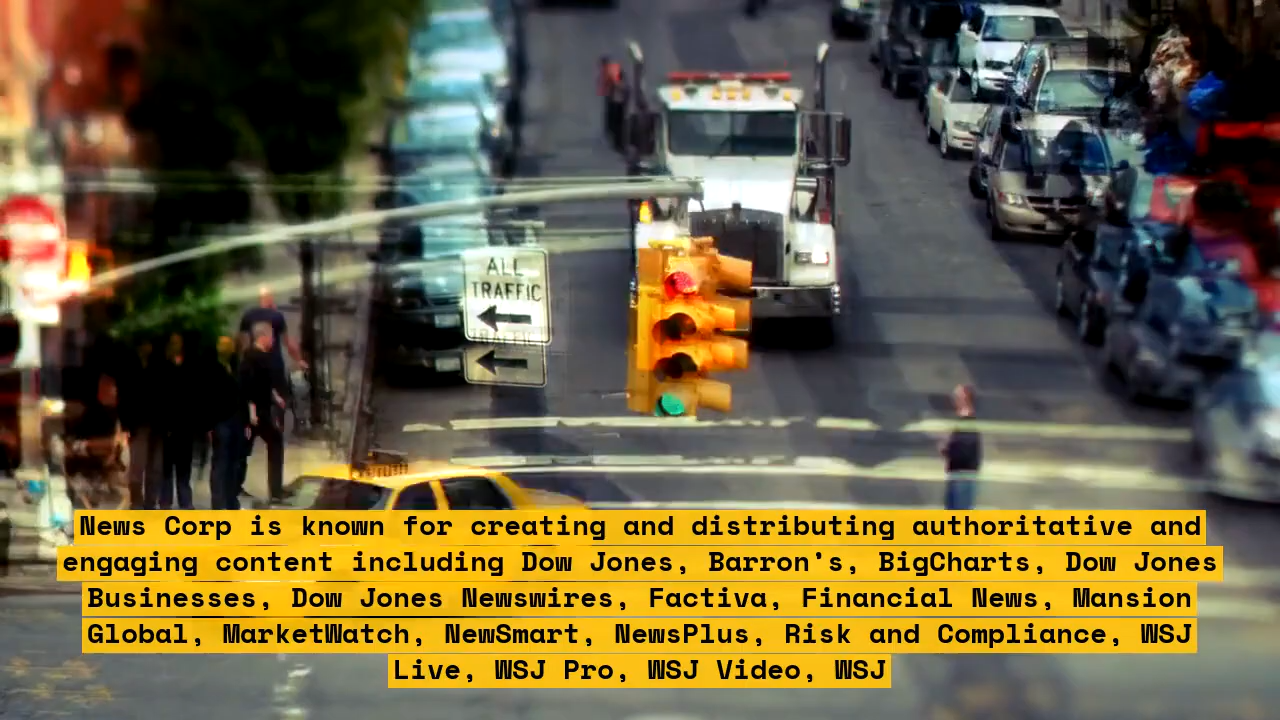 ALL
TRAFFIC
TRAFFIC
News Corp is known for creating and distributing authoritative and
engaging content including Dow Jones, Barron's, BigCharts, Dow Jones
Businesses, Dow Jones Newswires, Factiva, Financial News, Mansion
Global, MarketWatch, NewSmart, NewsPlus, Risk and Compliance, WSJ
Live, WSJ Pro, WSJ Video, WSJ